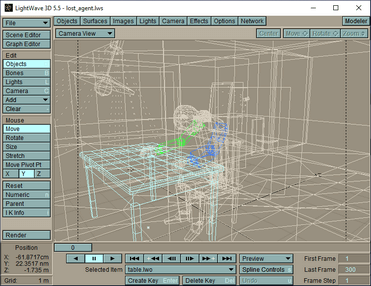 LightWave 3D 5.5 - lost_agent.lws
File
Objects Surfaces Images Lights Camera Effects Options Network
Modeler
Scene Editor
Graph Editor
Camera View
Center Move Rotate Zoom
Edit
Objects
Bones
Lights
Camera
Add
Clear
Mouse
Move
Rotate
Size
Stretch
Move Pivot Pt
X Y Z
Reset
Numeric
Parent
I K Info
Render
Position
X: -61.8717cm
Y: 22.3517cm
Z: -1.735 m
Grid: 1 m
0
Preview
First Frame 1
Selected Item
table.lwo
Spline Controls
Last Frame 300
Create Key
Delete Key
Undo
Frame Step 1